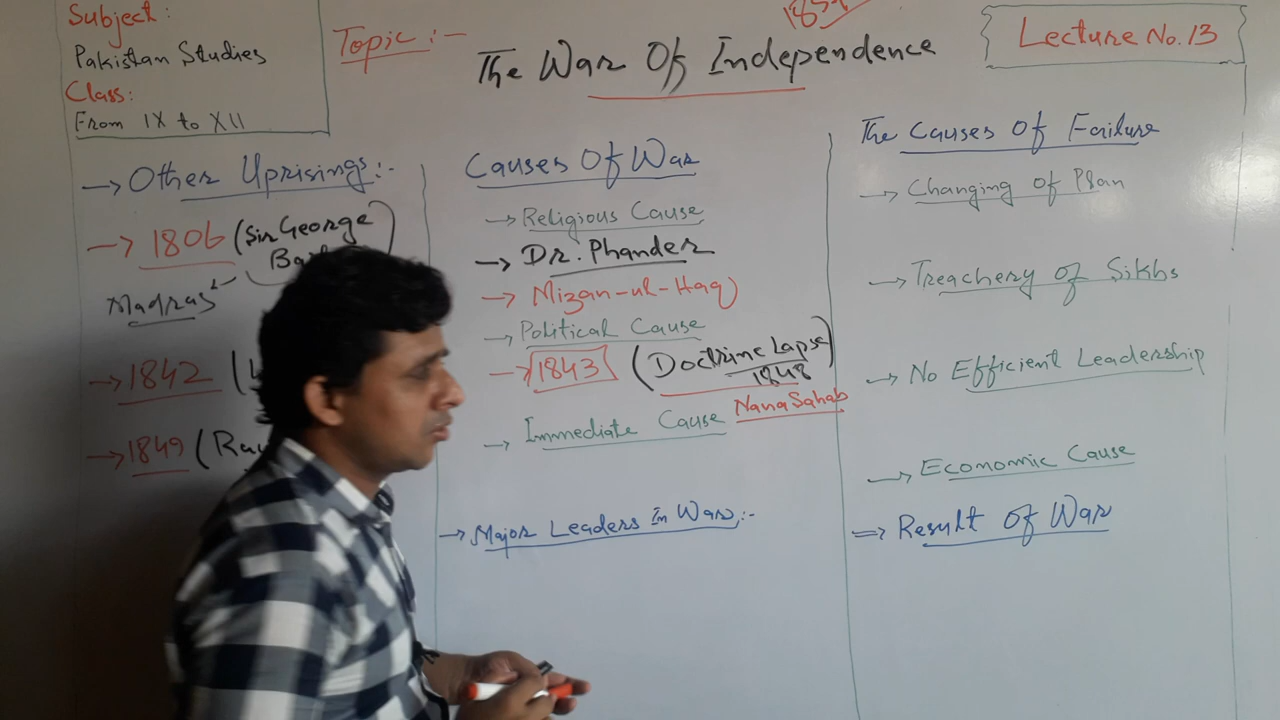 Subject:
Pakistan Studies
Class:
From IX to XII
Topic:-
The War Of Independence
Lecture No.13
→ Other Uprisings:-
→ 1806 (Sir George
Madras
→ 1842 (
→ 1849 (
Causes Of War
→ Religious Cause
→ Dr. Phander
→ Mizan-ul-Haq
→ Political Cause
→ 1843 (Doctrine Lapse)
1848
→ Immediate Cause Nana Sahab
→ Major Leaders In War:-
The Causes Of Failure
→ Changing of Plan
→ Treachery of Sikhs
→ No Efficient Leadership
→ Economic Cause
⇒ Result Of War